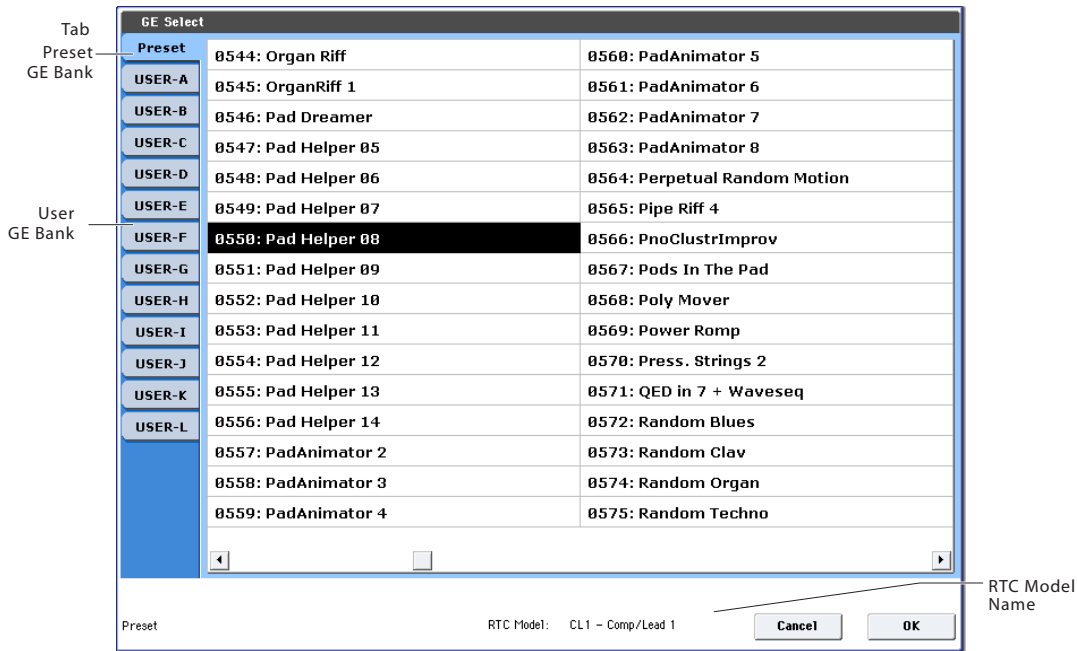 GE Select
Tab
Preset
GE Bank
User
GE Bank
Preset
USER-A
USER-B
USER-C
USER-D
USER-E
USER-F
USER-G
USER-H
USER-I
USER-J
USER-K
USER-L
0544: Organ Riff
0545: OrganRiff 1
0546: Pad Dreamer
0547: Pad Helper 05
0548: Pad Helper 06
0549: Pad Helper 07
0550: Pad Helper 08
0551: Pad Helper 09
0552: Pad Helper 10
0553: Pad Helper 11
0554: Pad Helper 12
0555: Pad Helper 13
0556: Pad Helper 14
0557: PadAnimator 2
0558: PadAnimator 3
0559: PadAnimator 4
0560: PadAnimator 5
0561: PadAnimator 6
0562: PadAnimator 7
0563: PadAnimator 8
0564: Perpetual Random Motion
0565: Pipe Riff 4
0566: PnoClustrImprov
0567: Pods In The Pad
0568: Poly Mover
0569: Power Romp
0570: Press. Strings 2
0571: QED in 7 + Waveseq
0572: Random Blues
0573: Random Clav
0574: Random Organ
0575: Random Techno
RTC Model
Name
Preset
RTC Model: CL1 - Comp/Lead 1
Cancel
OK